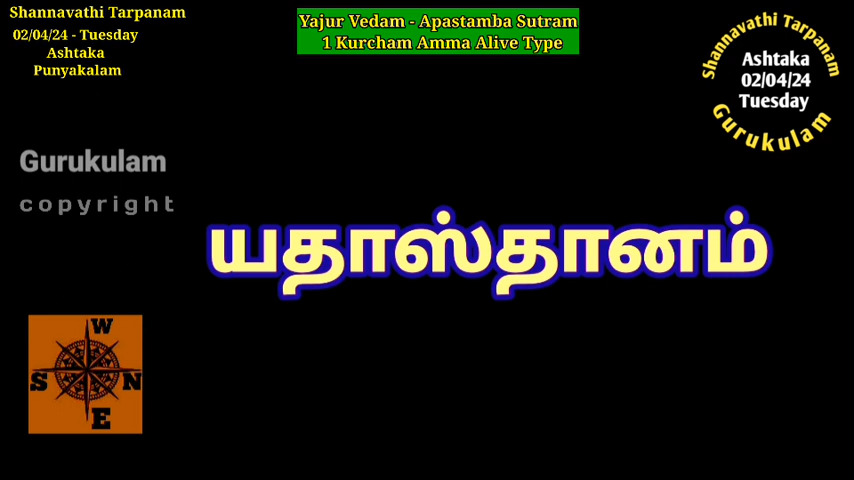 Shannavathi Tarpanam
02/04/24 - Tuesday
Ashtaka
Punyakalam
Yajur Vedam - Apastamba Sutram
1 Kurcham Amma Alive Type
Shannavathi Tarpanam
Ashtaka
02/04/24
Tuesday
Gurukulam
Gurukulam
copyright
யதாஸ்தானம்
W
S N
E